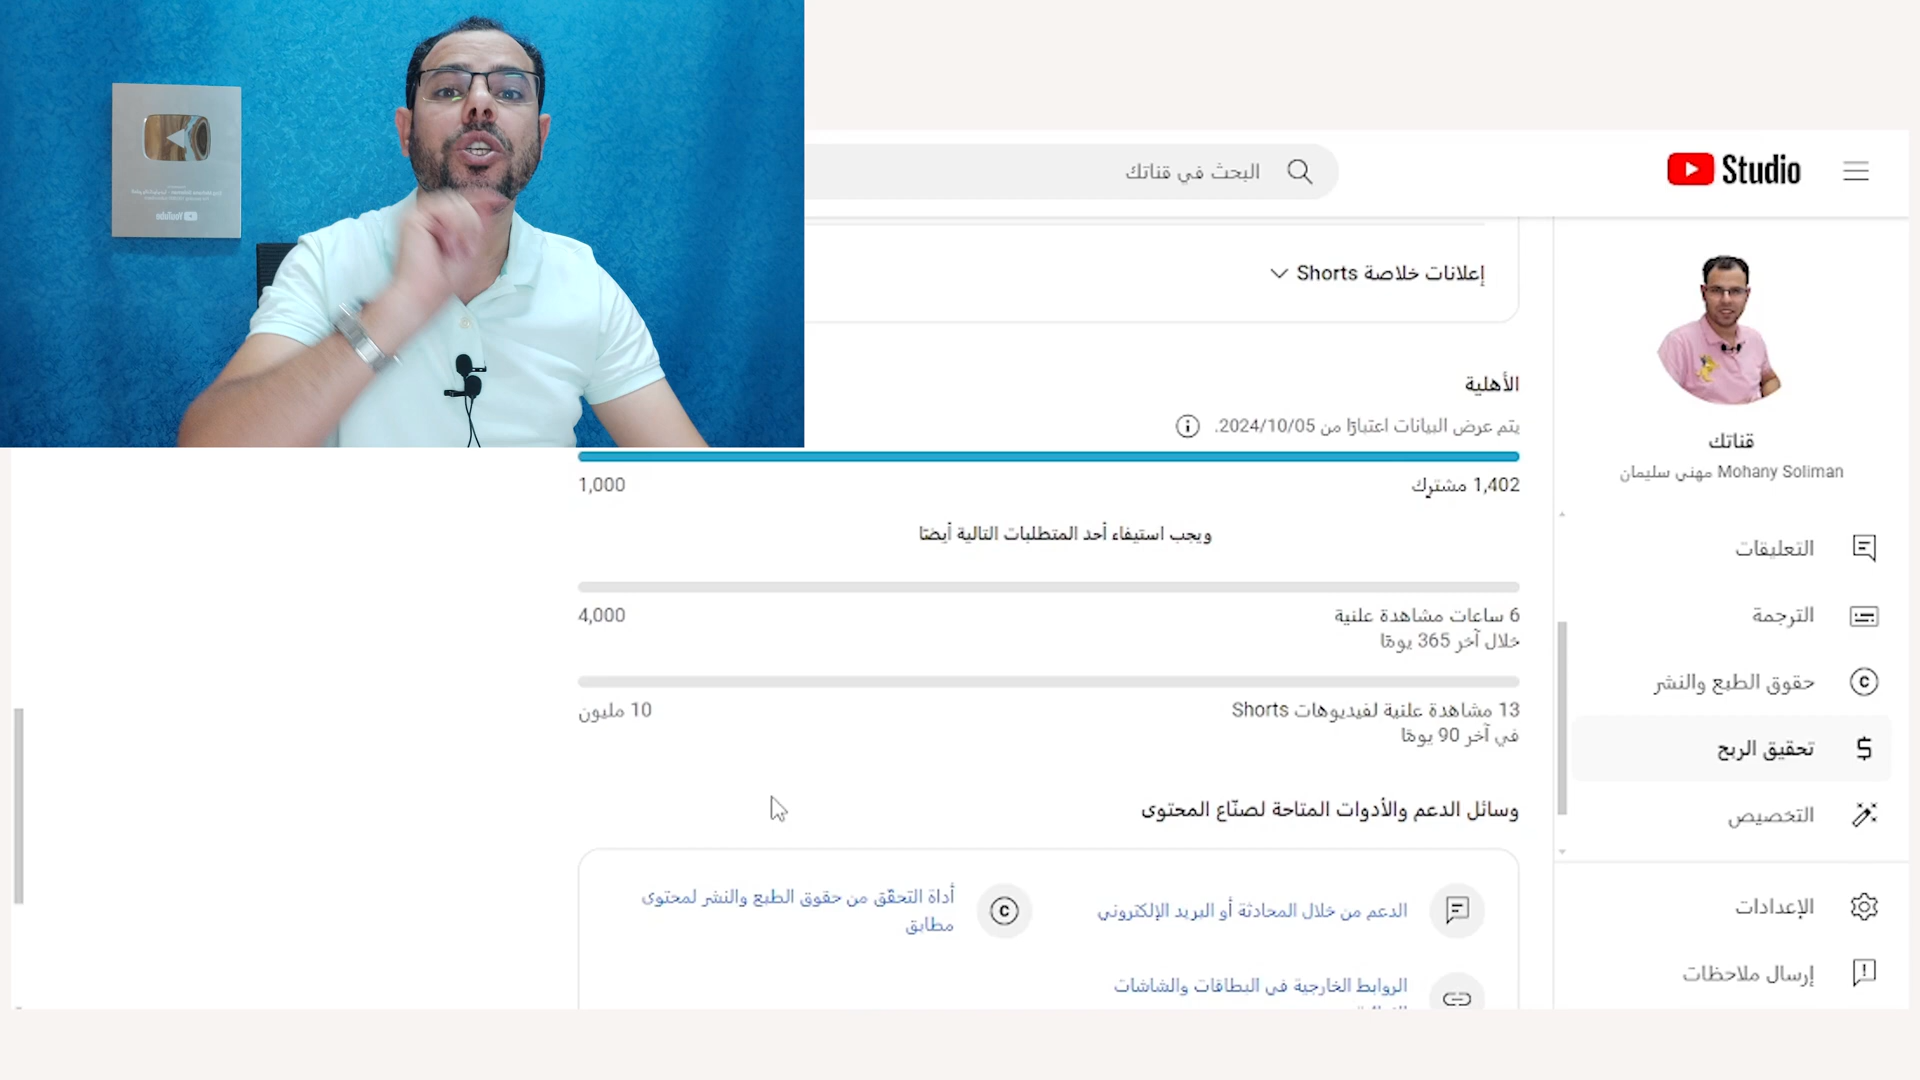 البحث في قناتك
Studio
إعلانات خلاصة Shorts
الأهلية
يتم عرض البيانات اعتبارًا من 2024/10/05.
1,402 مشترك
1,000
ويجب استيفاء أحد المتطلبات التالية أيضًا
6 ساعات مشاهدة علنية
خلال آخر 365 يومًا
4,000
13 مشاهدة علنية لفيديوهات Shorts
في آخر 90 يومًا
10 مليون
وسائل الدعم والأدوات المتاحة لصنّاع المحتوى
الدعم من خلال المحادثة أو البريد الإلكتروني
أداة التحقّق من حقوق الطبع والنشر لمحتوى
مطابق
الروابط الخارجية في البطاقات والشاشات
قناتك
Mohany Soliman مهني سليمان
التعليقات
الترجمة
حقوق الطبع والنشر
تحقيق الربح
التخصيص
الإعدادات
إرسال ملاحظات
YouTube